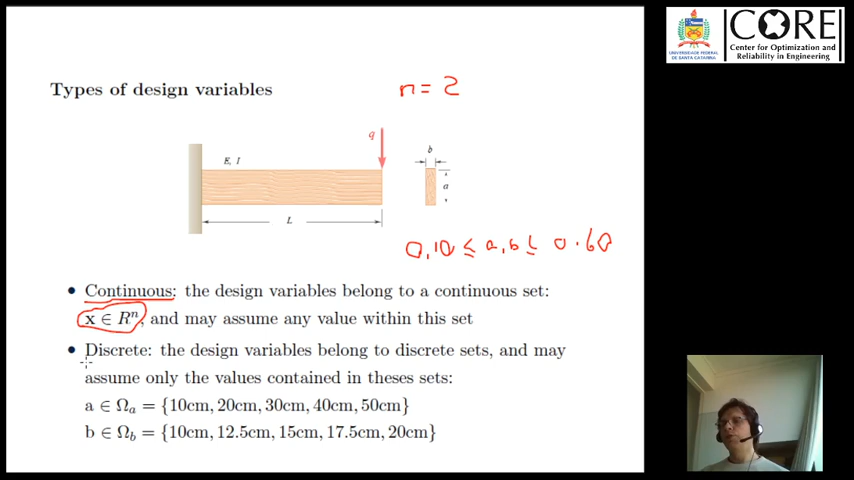 Types of design variables
n = 2
q
E, I
b
a
L
0,10 ≤ a,b ≤ 0.60
• Continuous: the design variables belong to a continuous set:
x ∈ Rⁿ, and may assume any value within this set
• Discrete: the design variables belong to discrete sets, and may
assume only the values contained in theses sets:
a ∈ Ωₐ = {10cm, 20cm, 30cm, 40cm, 50cm}
b ∈ Ω_b = {10cm, 12.5cm, 15cm, 17.5cm, 20cm}
UNIVERSIDADE FEDERAL
DE SANTA CATARINA
CORE
Center for Optimization and
Reliability in Engineering